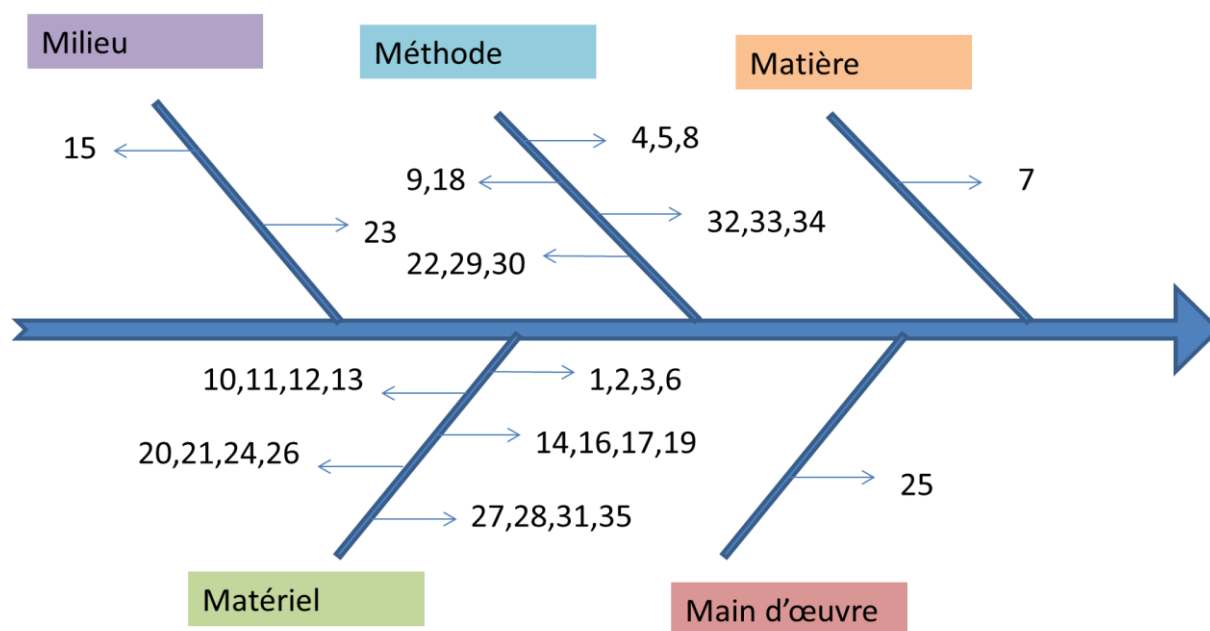 Milieu
Méthode
Matière
15
23
4,5,8
9,18
32,33,34
22,29,30
7
10,11,12,13
1,2,3,6
14,16,17,19
20,21,24,26
27,28,31,35
25
Matériel
Main d’œuvre